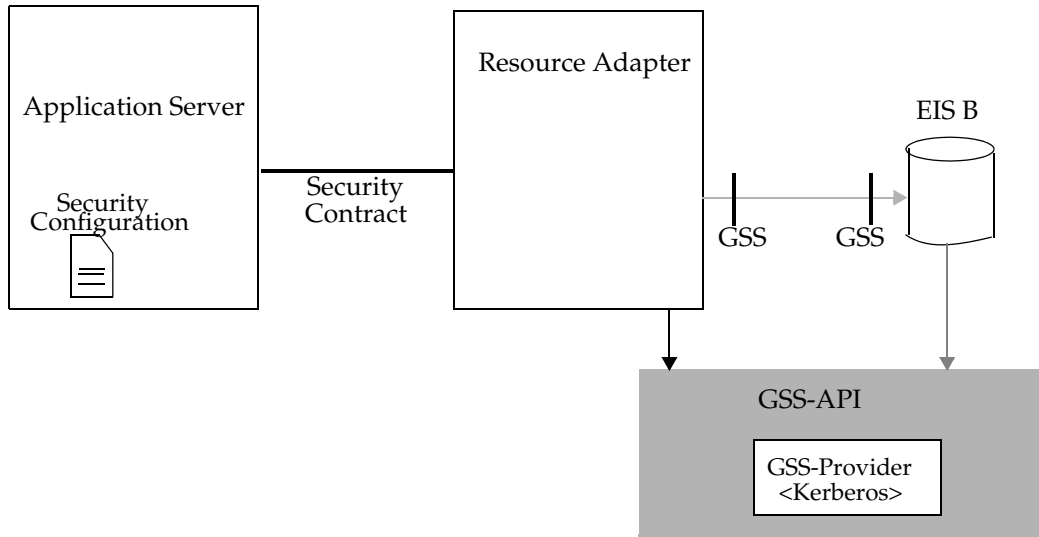 Application Server
Security
Configuration
Security
Contract
Resource Adapter
GSS
GSS
EIS B
GSS-API
GSS-Provider
<Kerberos>